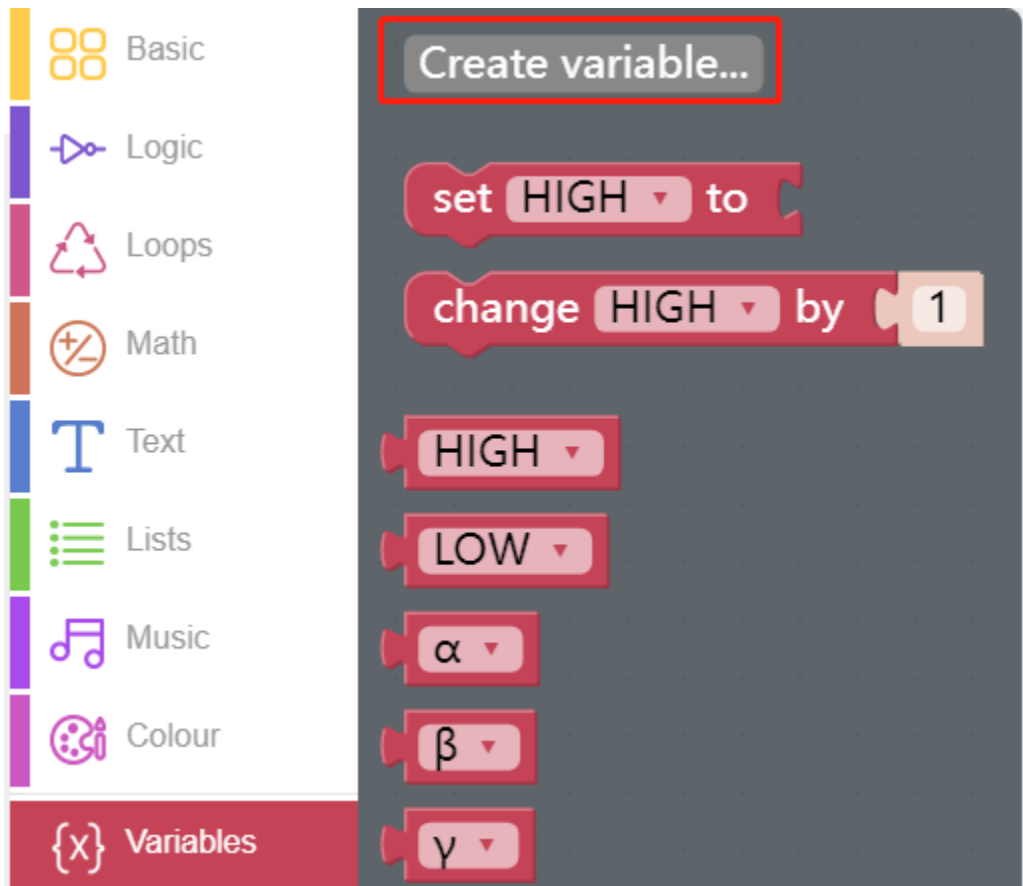 Basic
Logic
Loops
Math
Text
Lists
Music
Colour
{x} Variables
Create variable...
set HIGH to
change HIGH by 1
HIGH
LOW
α
β
γ